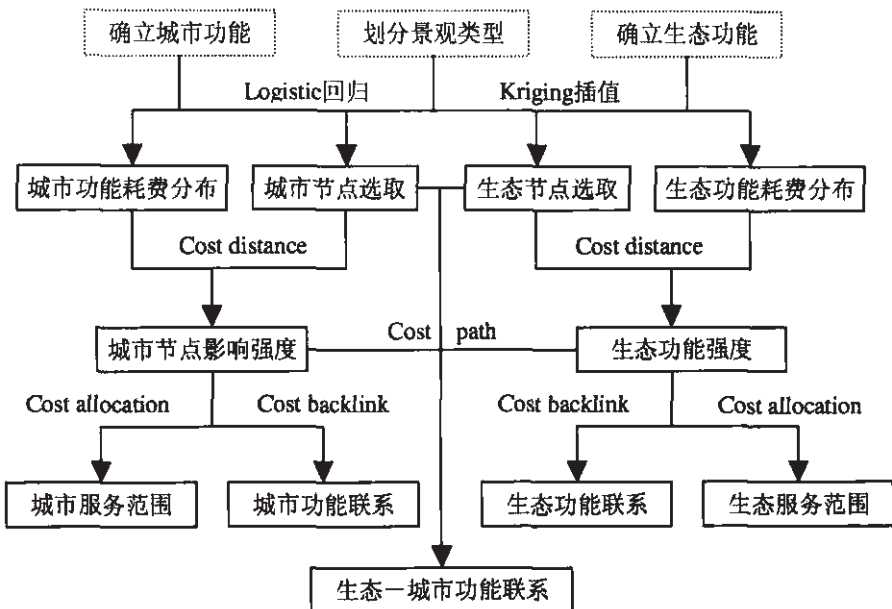 确立城市功能
划分景观类型
确立生态功能
Logistic回归
Kriging插值
城市功能耗费分布
城市节点选取
生态节点选取
生态功能耗费分布
Cost distance
Cost distance
城市节点影响强度
Cost path
生态功能强度
Cost allocation
Cost backlink
Cost backlink
Cost allocation
城市服务范围
城市功能联系
生态功能联系
生态服务范围
生态－城市功能联系